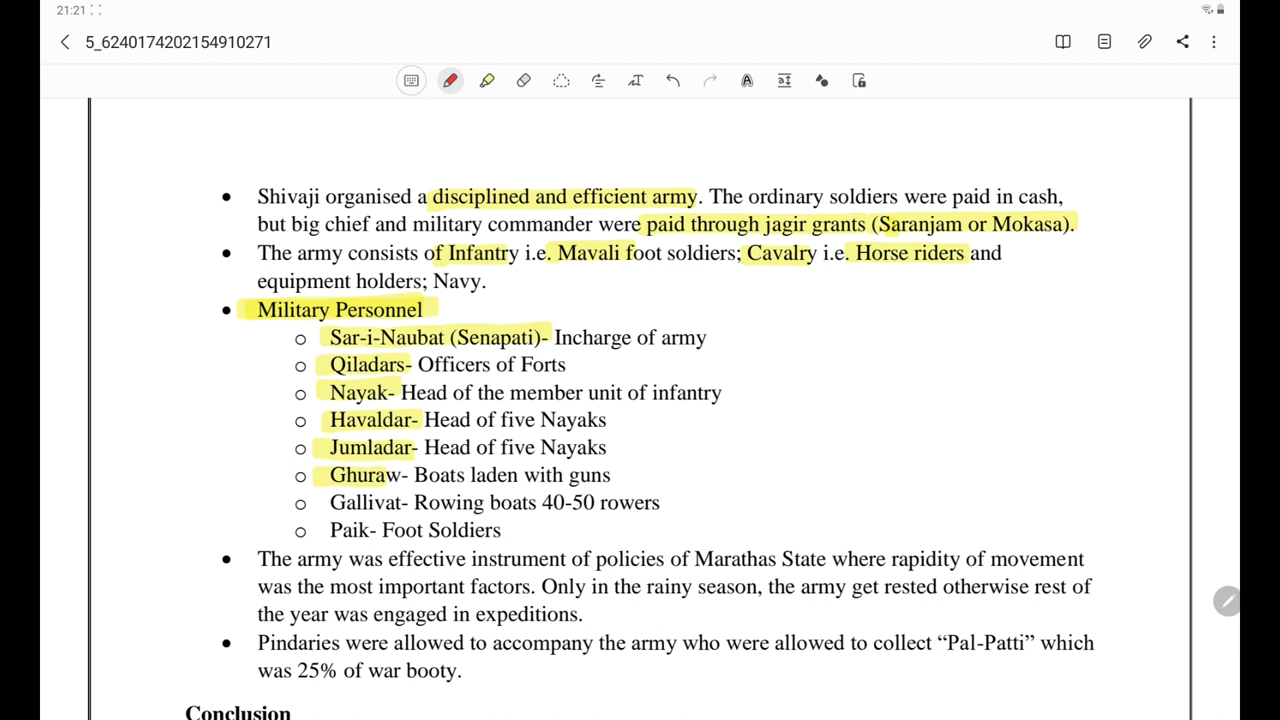 21:21
5_6240174202154910271
• Shivaji organised a disciplined and efficient army. The ordinary soldiers were paid in cash,
but big chief and military commander were paid through jagir grants (Saranjam or Mokasa).
• The army consists of Infantry i.e. Mavali foot soldiers; Cavalry i.e. Horse riders and
equipment holders; Navy.
• Military Personnel
o Sar-i-Naubat (Senapati)- Incharge of army
o Qiladars- Officers of Forts
o Nayak- Head of the member unit of infantry
o Havaldar- Head of five Nayaks
o Jumladar- Head of five Nayaks
o Ghuraw- Boats laden with guns
o Gallivat- Rowing boats 40-50 rowers
o Paik- Foot Soldiers
• The army was effective instrument of policies of Marathas State where rapidity of movement
was the most important factors. Only in the rainy season, the army get rested otherwise rest of
the year was engaged in expeditions.
• Pindaries were allowed to accompany the army who were allowed to collect “Pal-Patti” which
was 25% of war booty.
Conclusion